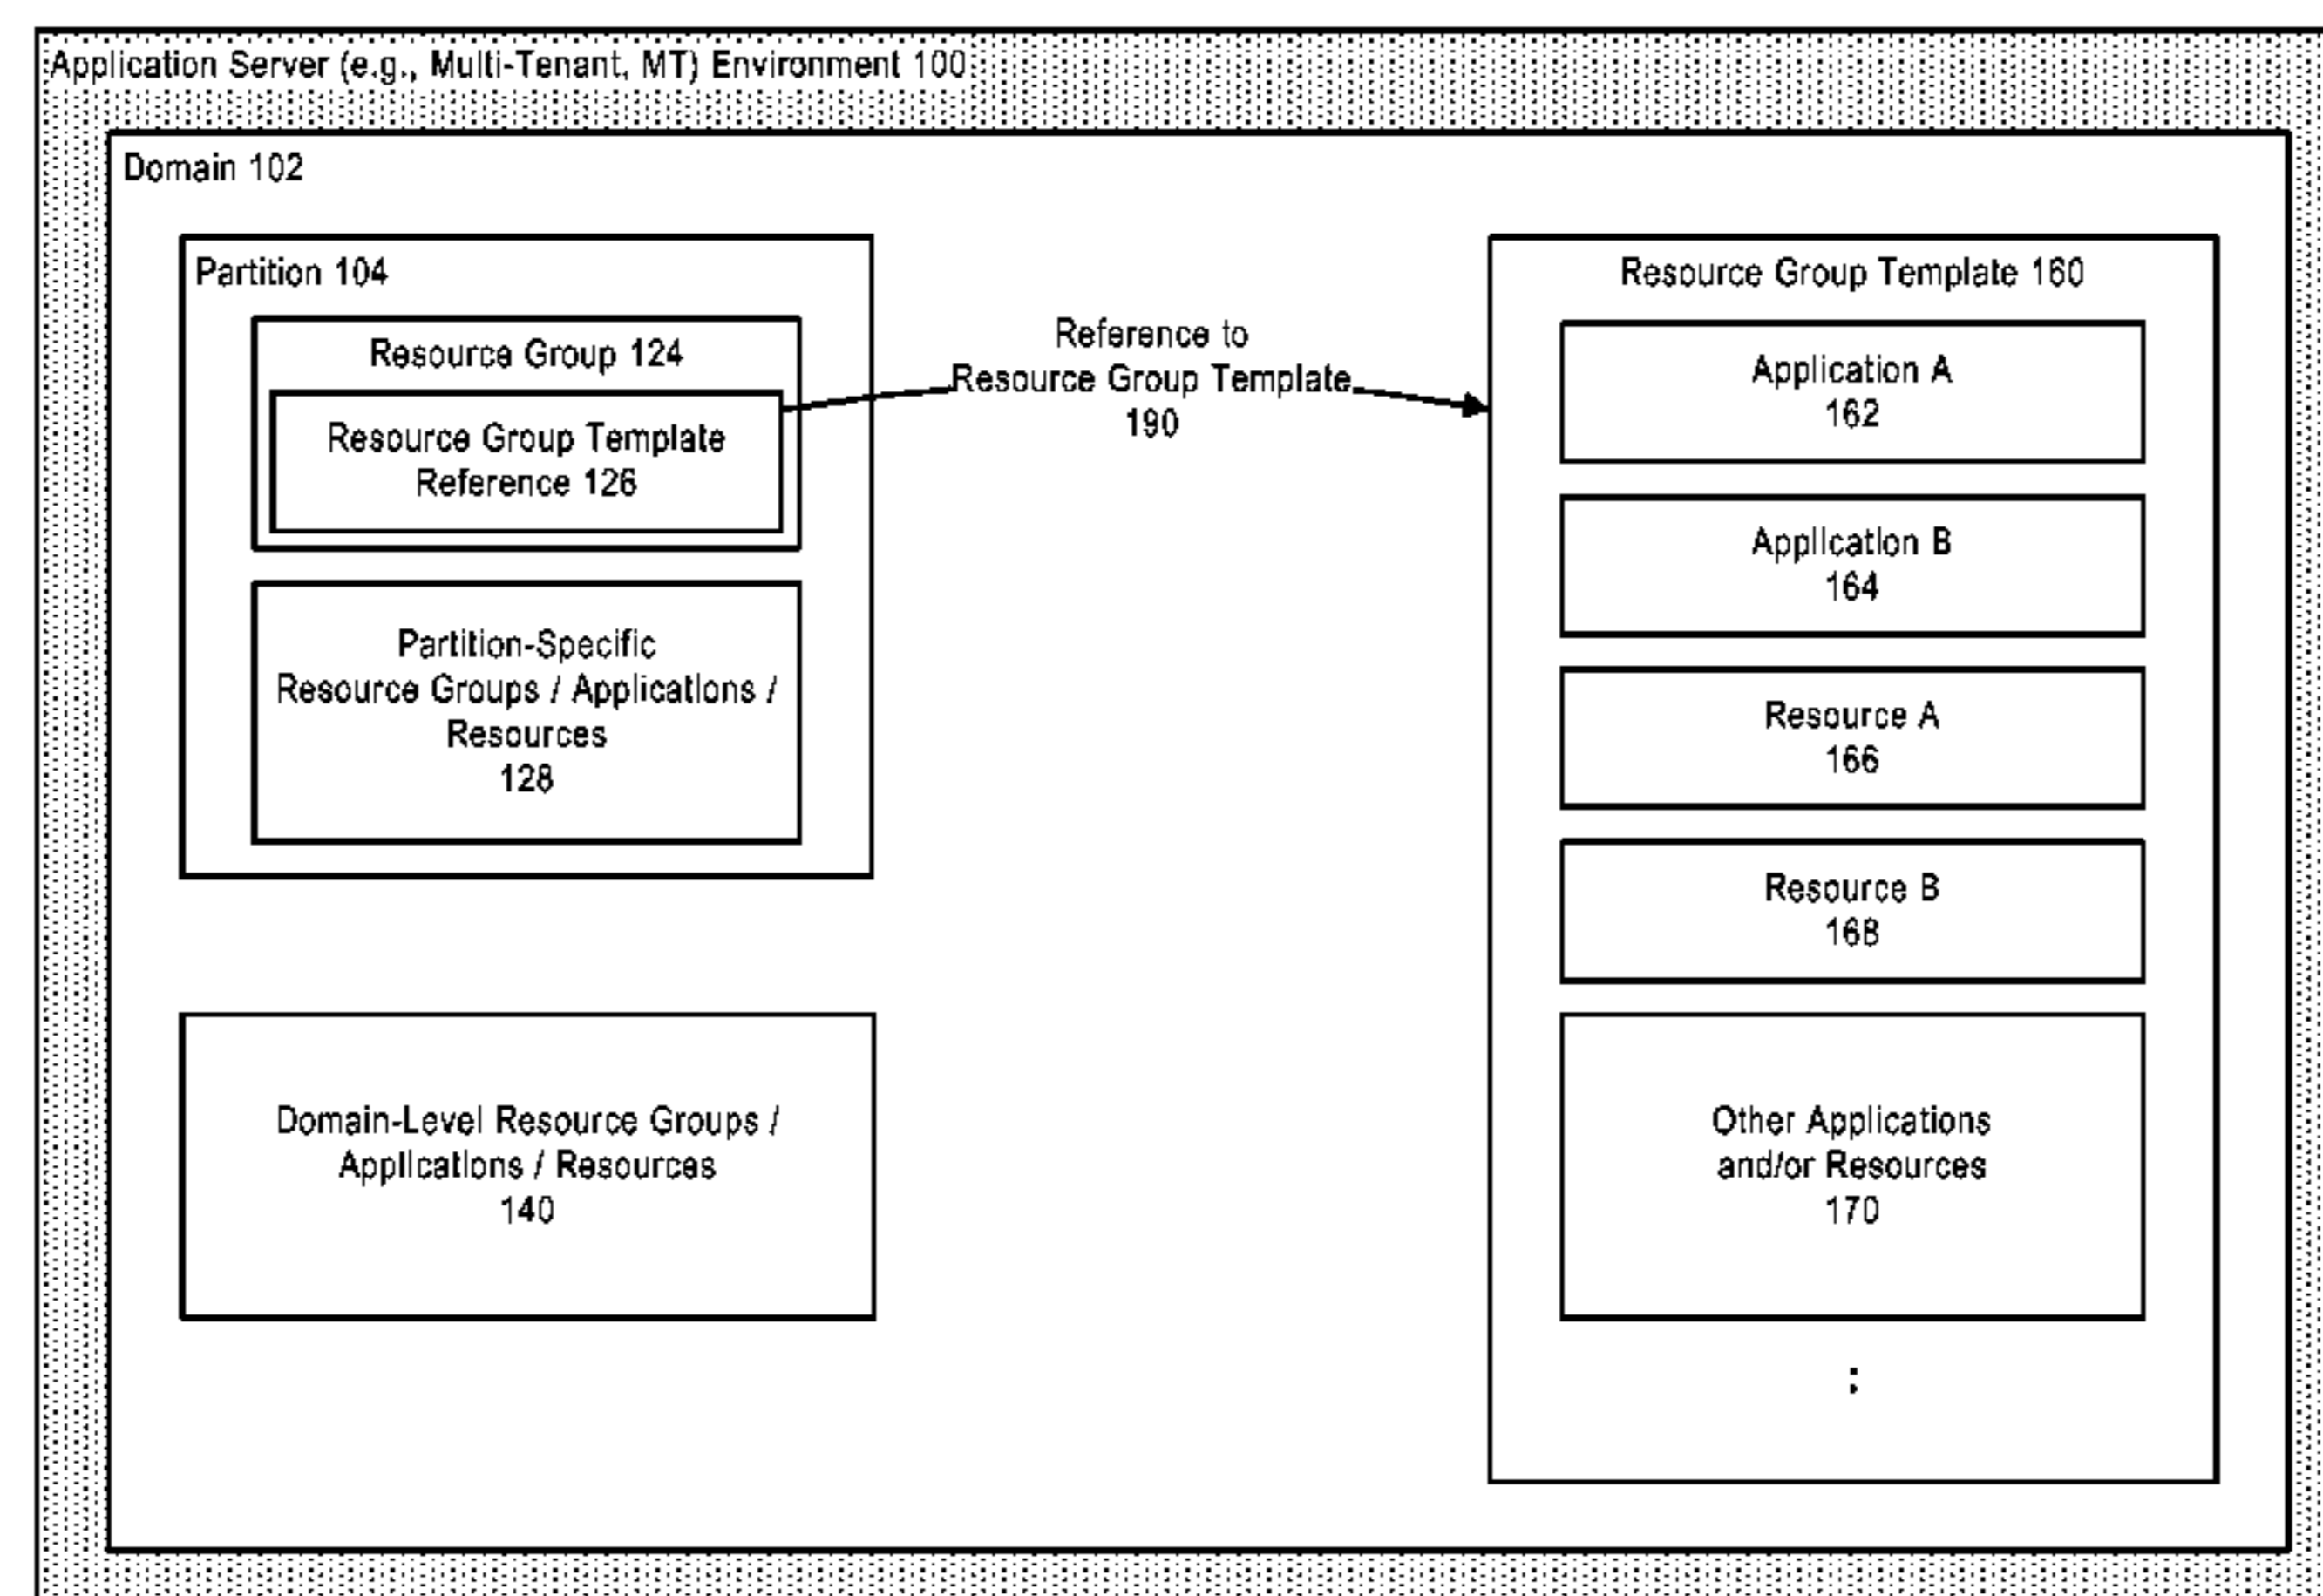 Application Server (e.g., Multi-Tenant, MT) Environment 100
Domain 102
Partition 104
Resource Group 124
Resource Group Template
Reference 126
Partition-Specific
Resource Groups / Applications /
Resources
128
Domain-Level Resource Groups /
Applications / Resources
140
Reference to
Resource Group Template
190
Resource Group Template 160
Application A
162
Application B
164
Resource A
166
Resource B
168
Other Applications
and/or Resources
170
: